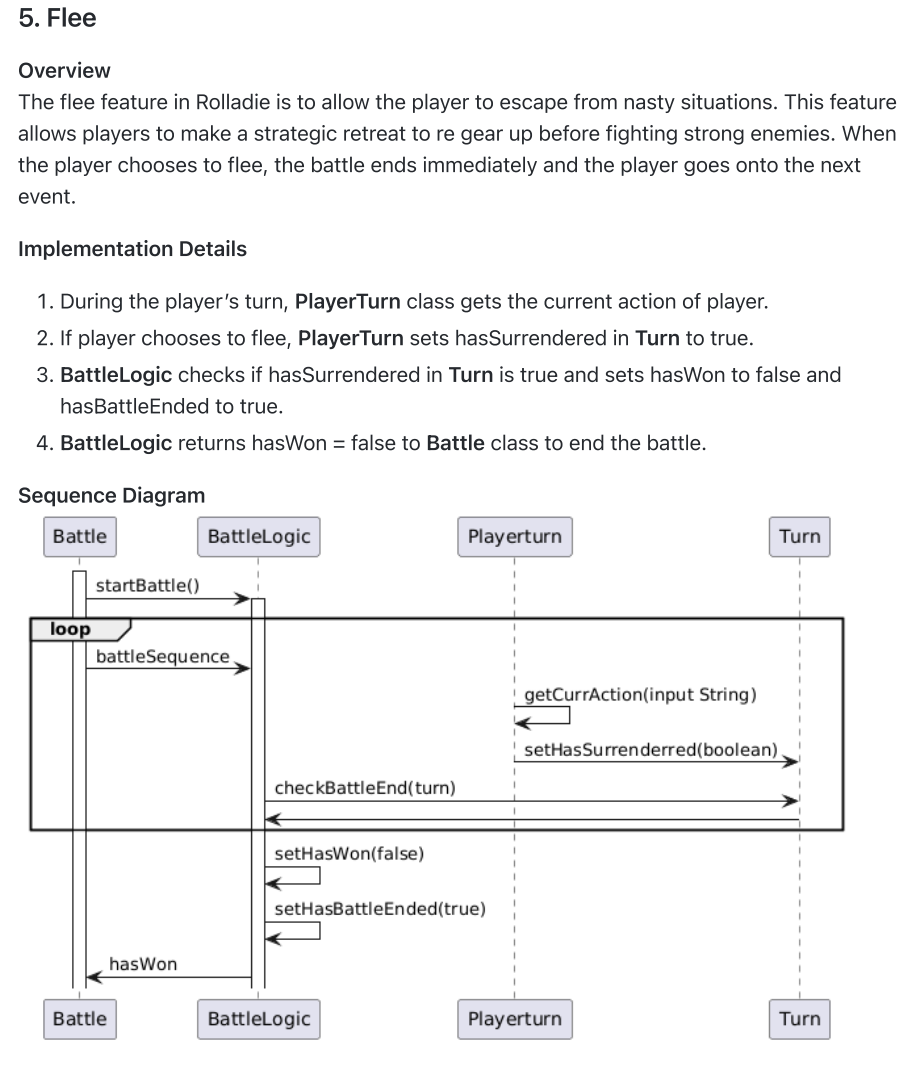 5. Flee
Overview
The flee feature in Rolladie is to allow the player to escape from nasty situations. This feature
allows players to make a strategic retreat to re gear up before fighting strong enemies. When
the player chooses to flee, the battle ends immediately and the player goes onto the next
event.
Implementation Details
1. During the player’s turn, PlayerTurn class gets the current action of player.
2. If player chooses to flee, PlayerTurn sets hasSurrendered in Turn to true.
3. BattleLogic checks if hasSurrendered in Turn is true and sets hasWon to false and
hasBattleEnded to true.
4. BattleLogic returns hasWon = false to Battle class to end the battle.
Sequence Diagram
Battle BattleLogic Playerturn Turn
startBattle()
loop
battleSequence
getCurrAction(input String)
setHasSurrenderred(boolean)
checkBattleEnd(turn)
setHasWon(false)
setHasBattleEnded(true)
hasWon
Battle BattleLogic Playerturn Turn